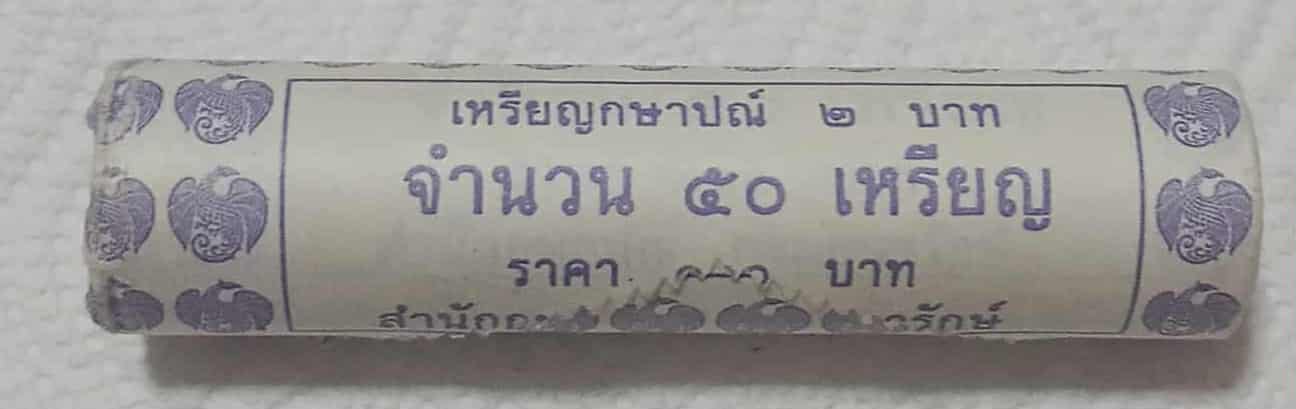 เหรียญกษาปณ์ ๒ บาท
จำนวน ๕๐ เหรียญ
ราคา บาท